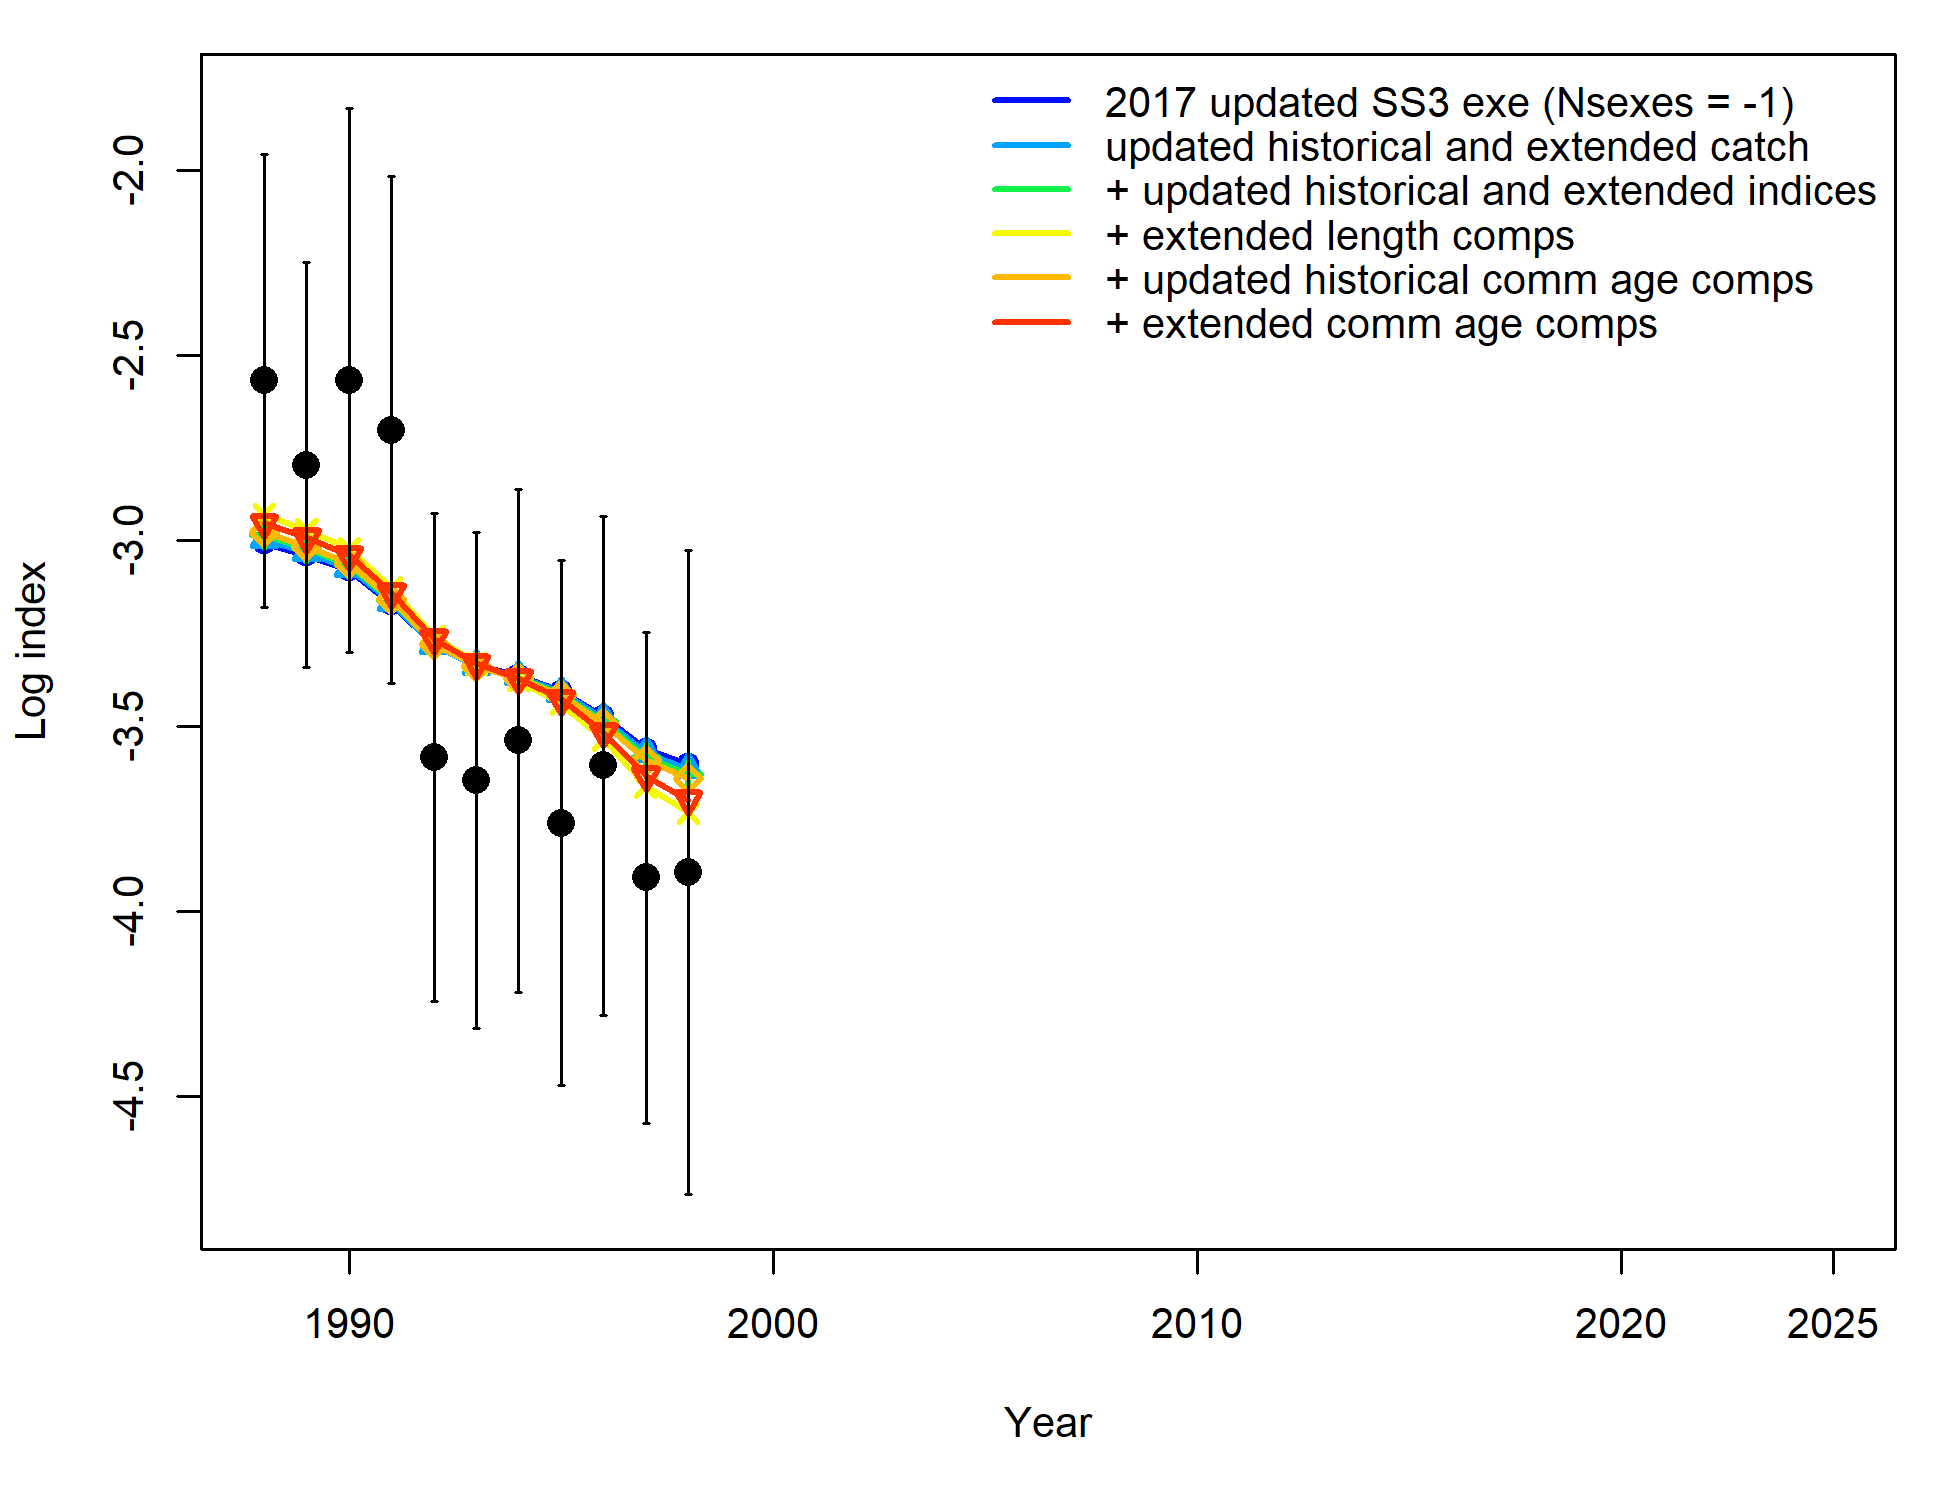 2017 updated SS3 exe (Nsexes = -1)
updated historical and extended catch
+ updated historical and extended indices
+ extended length comps
+ updated historical comm age comps
+ extended comm age comps
Log index
-2.0
-2.5
-3.0
-3.5
-4.0
-4.5
1990 2000 2010 2020 2025
Year